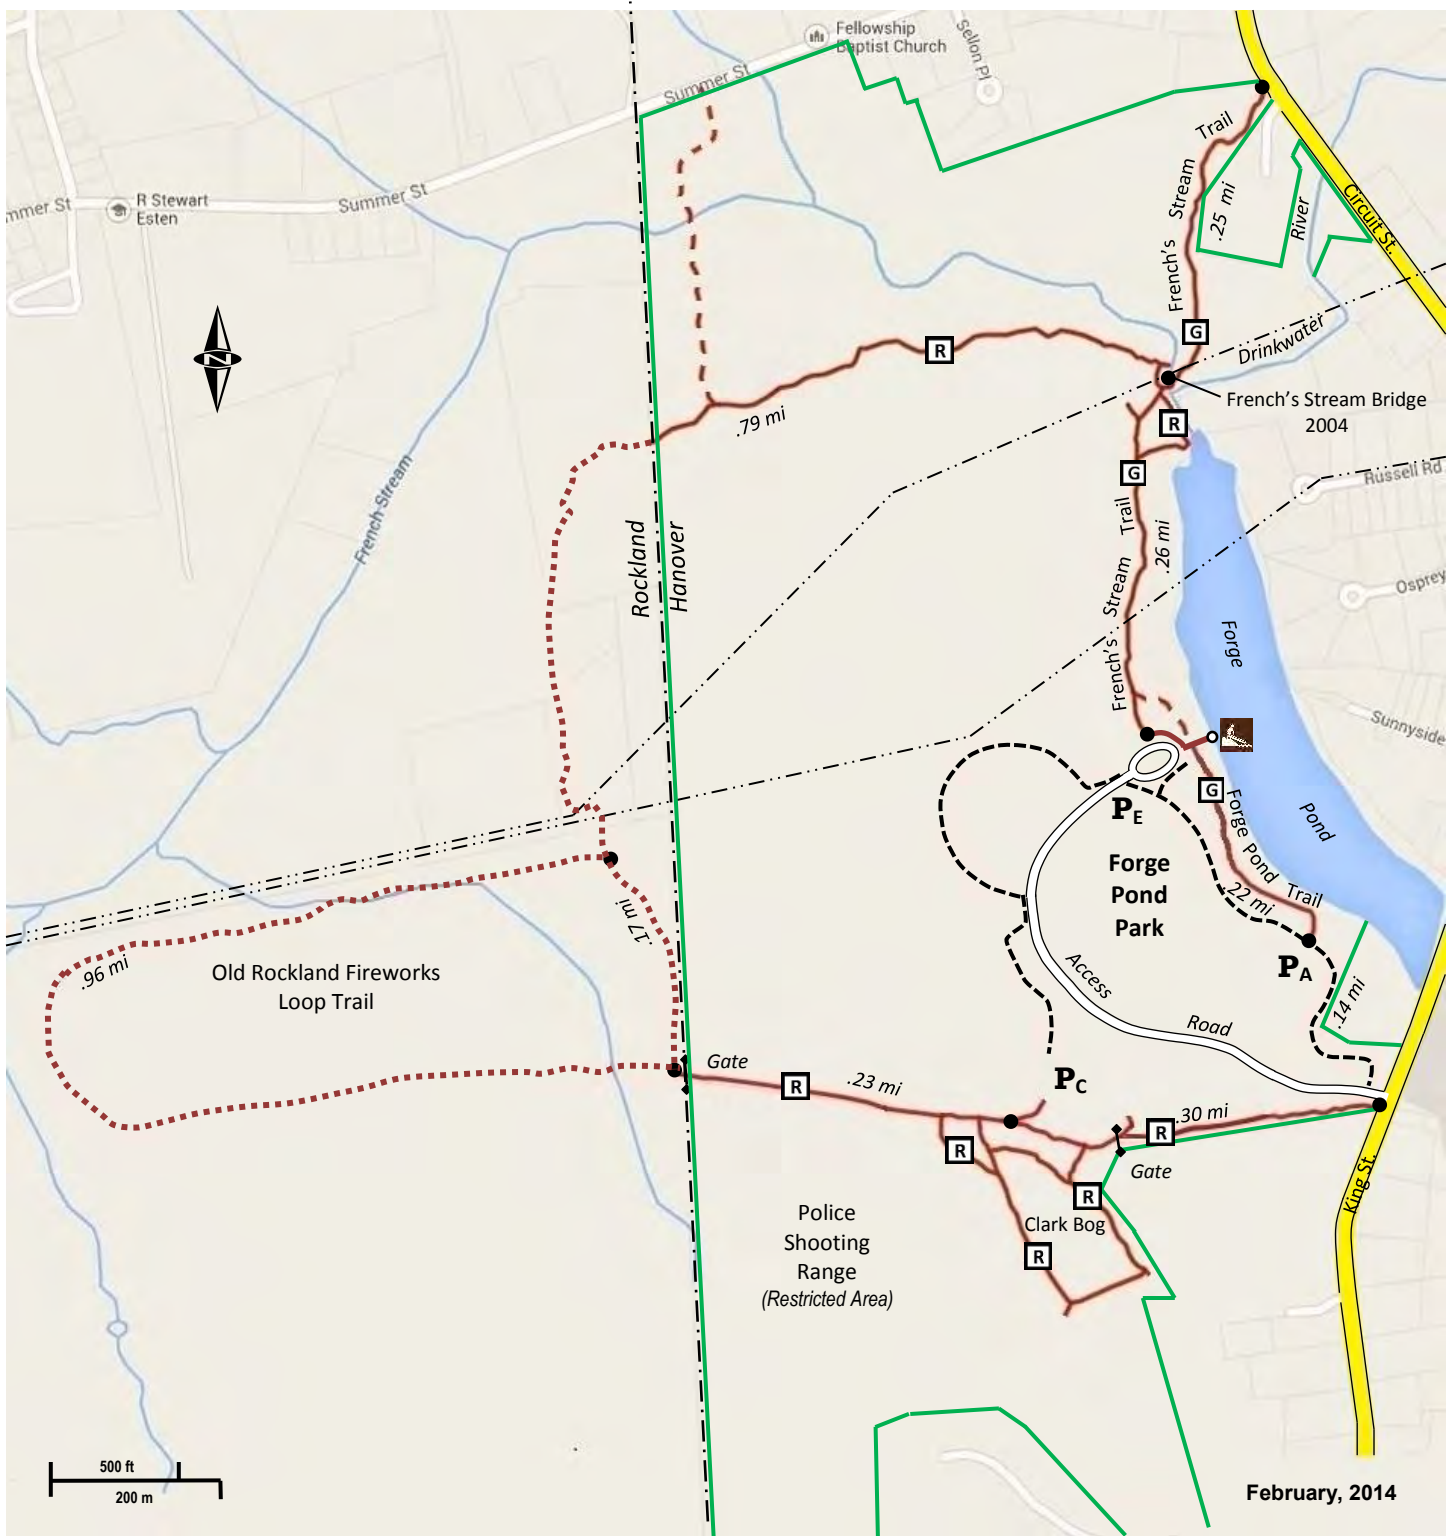 Fellowship
Baptist Church
Sellon Pl
Summer St
Trail
Stream
French's
.25 mi
River
Circuit St.
R Stewart
Esten
mmer St
Summer St
N
G
R
Drinkwater
French's Stream Bridge
2004
.79 mi
R
G
Russell Rd
French Stream
Trail
Stream
French's
.26 mi
Rockland
Hanover
Osprey
Forge
Pond
Sunnyside
G
PE
Forge
Pond
Park
Forge Pond Trail
.22 mi
PA
.96 mi
.17 mi
Old Rockland Fireworks
Loop Trail
Access
Road
.14 mi
Gate
R
.23 mi
PC
.30 mi
R
R
Gate
R
Clark Bog
R
King St.
Police
Shooting
Range
(Restricted Area)
500 ft
200 m
February, 2014